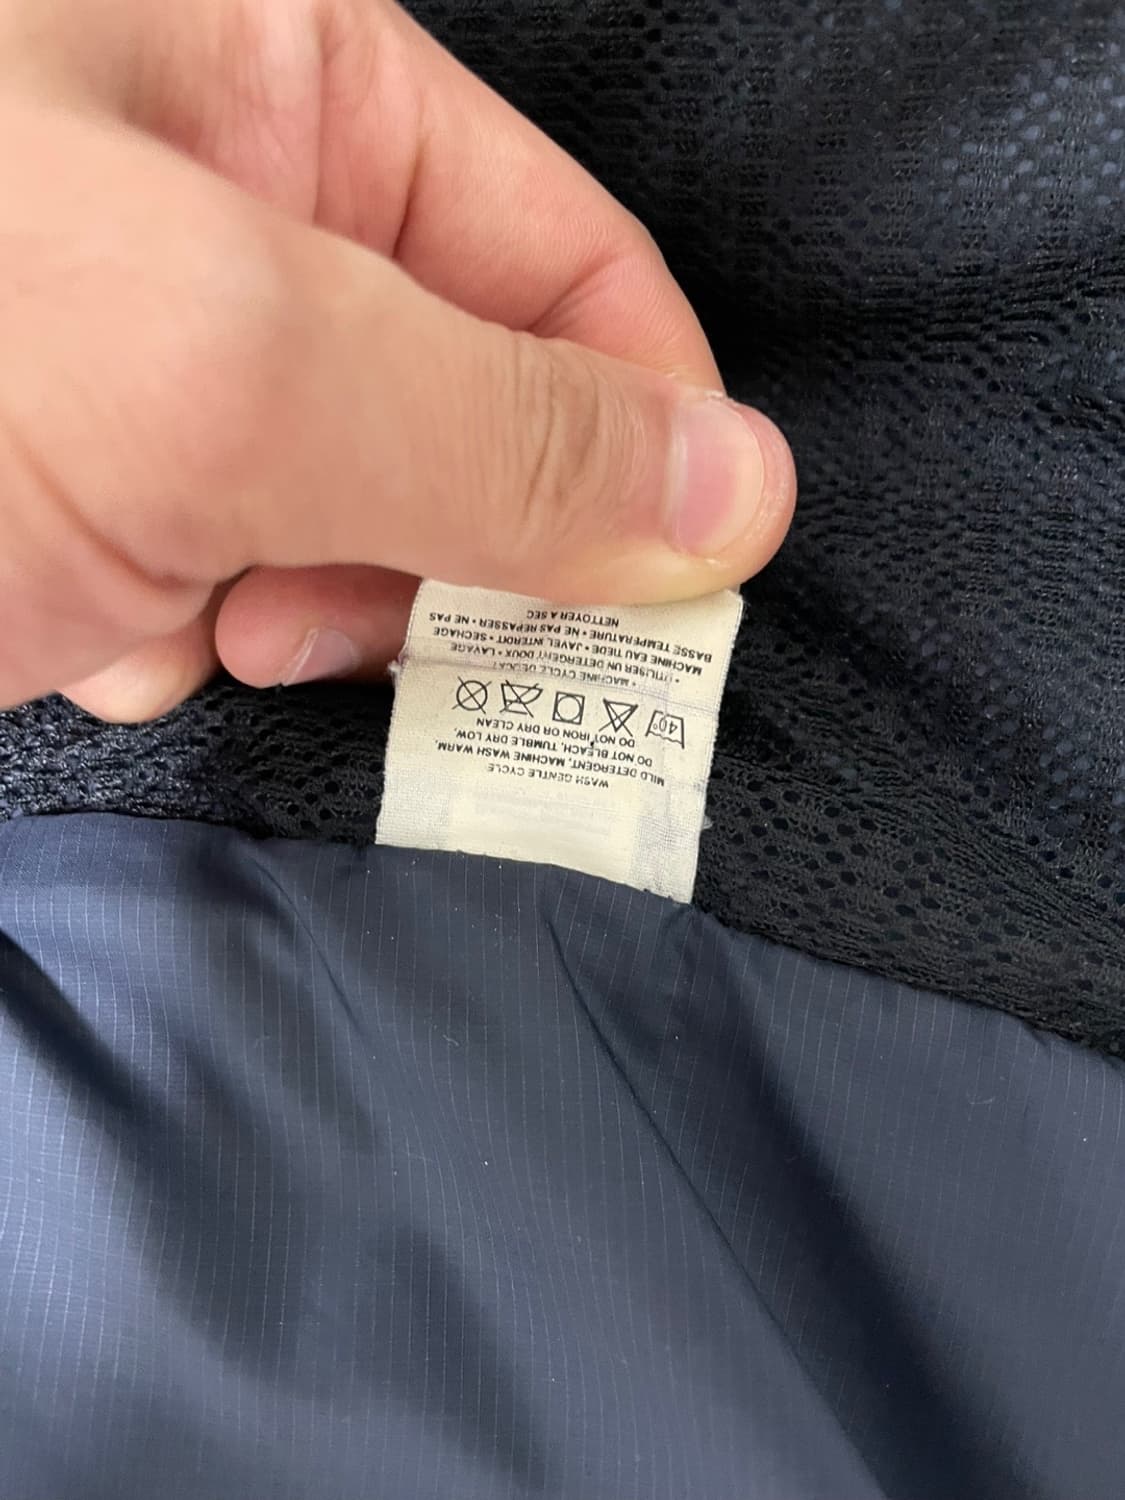 WASH GENTLE CYCLE
MILD DETERGENT, MACHINE WASH WARM,
DO NOT BLEACH, TUMBLE DRY LOW,
DO NOT IRON OR DRY CLEAN
40°
• MACHINE CYCLE DELICAT
• UTILISER UN DETERGENT DOUX • LAVAGE
MACHINE EAU TIEDE • JAVEL INTERDIT • SECHAGE
BASSE TEMPERATURE • NE PAS REPASSER • NE PAS
NETTOYER A SEC